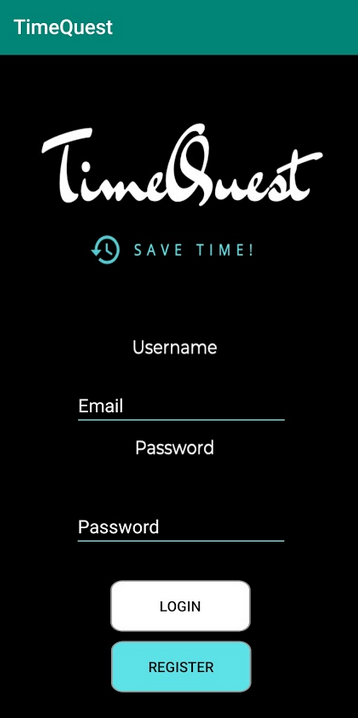 TimeQuest
TimeQuest
SAVE TIME!
Username
Email
Password
Password
LOGIN
REGISTER